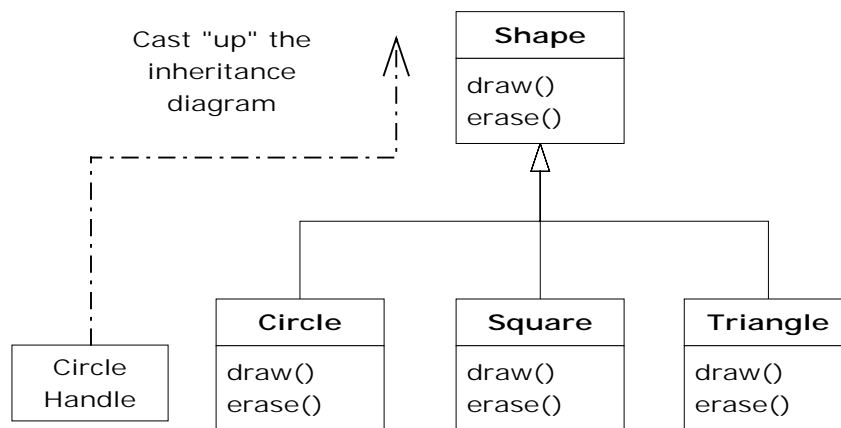 Cast "up" the
inheritance
diagram
Shape
draw()
erase()
Circle
Handle
Circle
draw()
erase()
Square
draw()
erase()
Triangle
draw()
erase()